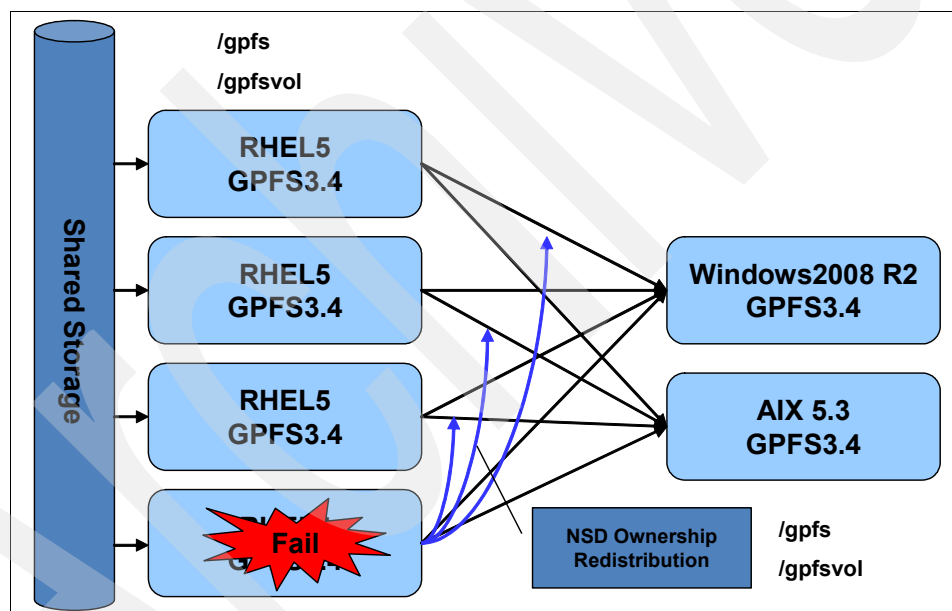 /gpfs
/gpfsvol
Shared Storage
RHEL5
GPFS3.4
RHEL5
GPFS3.4
RHEL5
GPFS3.4
Fail
Windows2008 R2
GPFS3.4
AIX 5.3
GPFS3.4
NSD Ownership
Redistribution
/gpfs
/gpfsvol